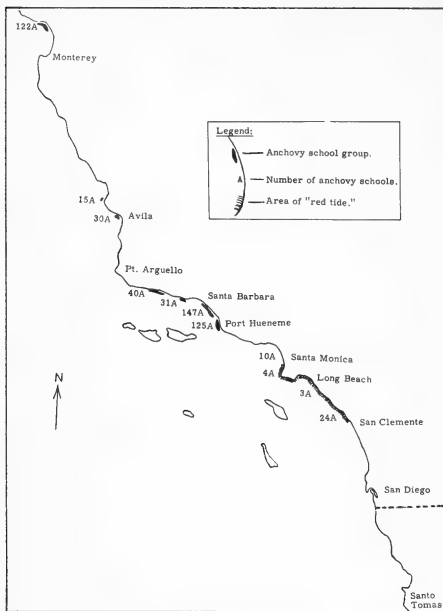 122A
Monterey
Legend:
Anchovy school group.
A
Number of anchovy schools.
Area of "red tide."
15A
30A
Avila
Pt. Arguello
40A
31A
Santa Barbara
147A
125A
Port Hueneme
10A
Santa Monica
4A
Long Beach
3A
24A
San Clemente
N
San Diego
Santo
Tomas